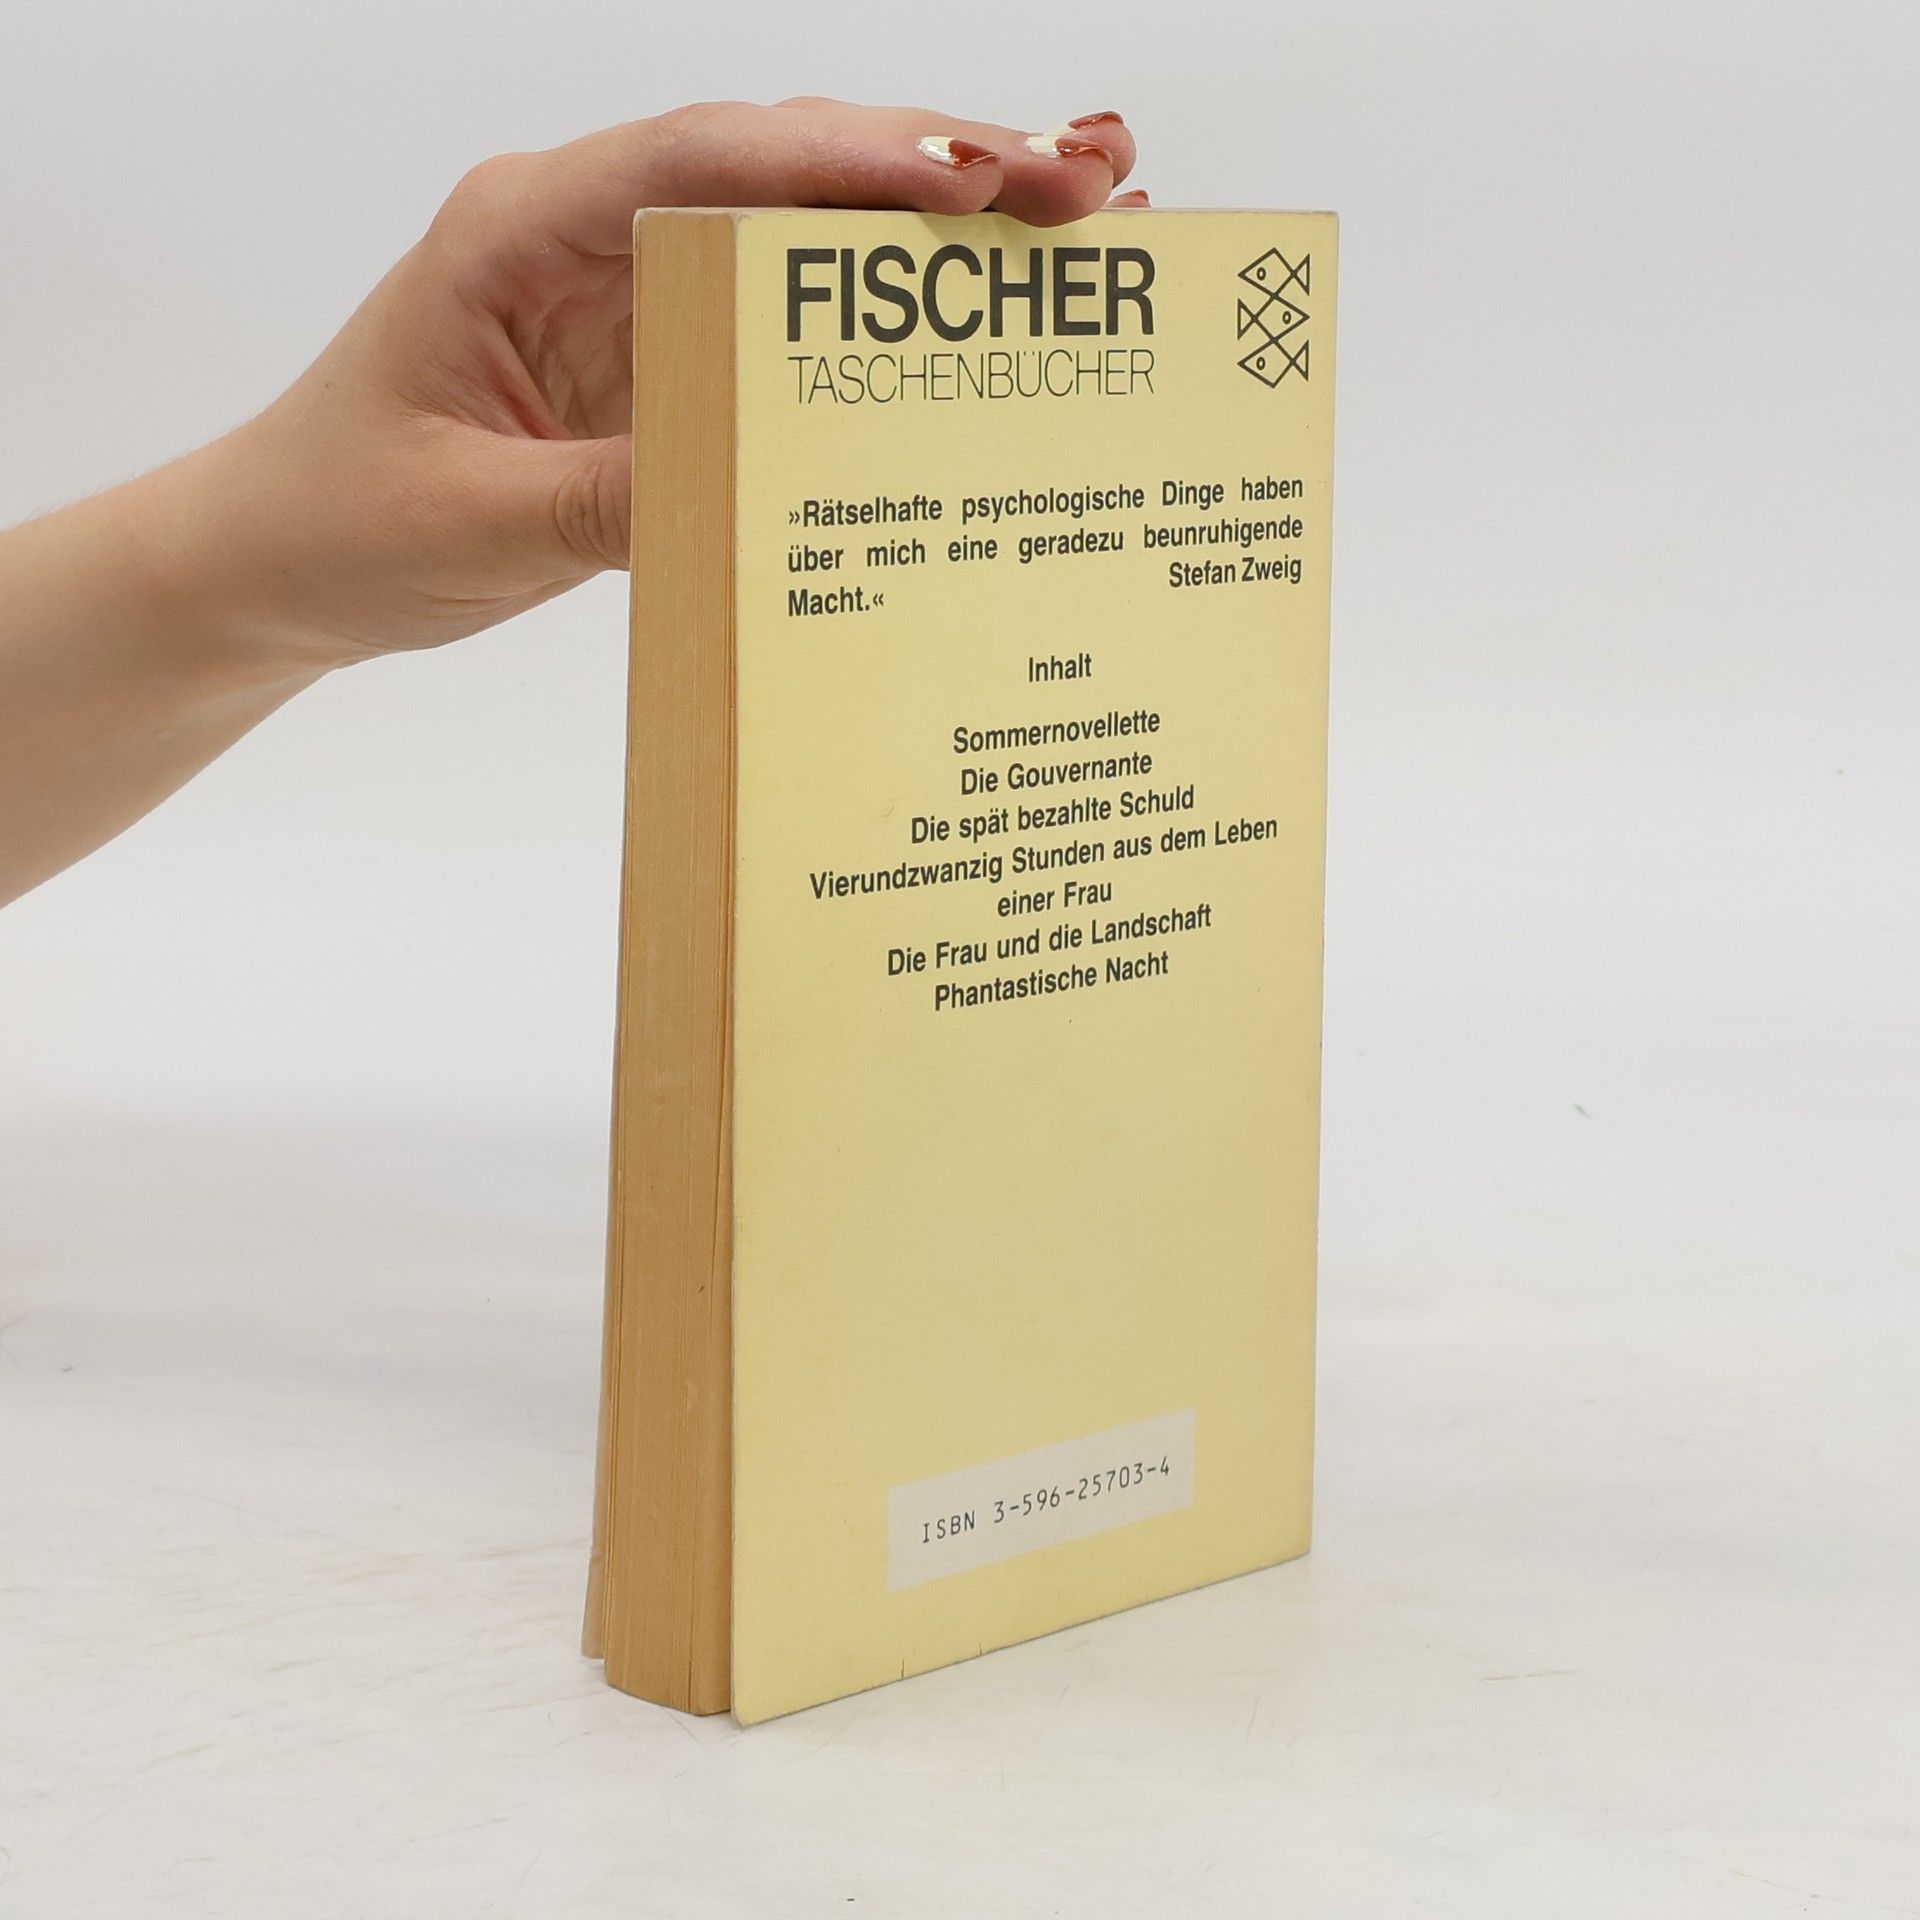 FISCHER
TASCHENBÜCHER
»Rätselhafte psychologische Dinge haben
über mich eine geradezu beunruhigende
Macht.« Stefan Zweig
Inhalt
Sommernovellette
Die Gouvernante
Die spät bezahlte Schuld
Vierundzwanzig Stunden aus dem Leben
einer Frau
Die Frau und die Landschaft
Phantastische Nacht
ISBN 3-596-25703-4